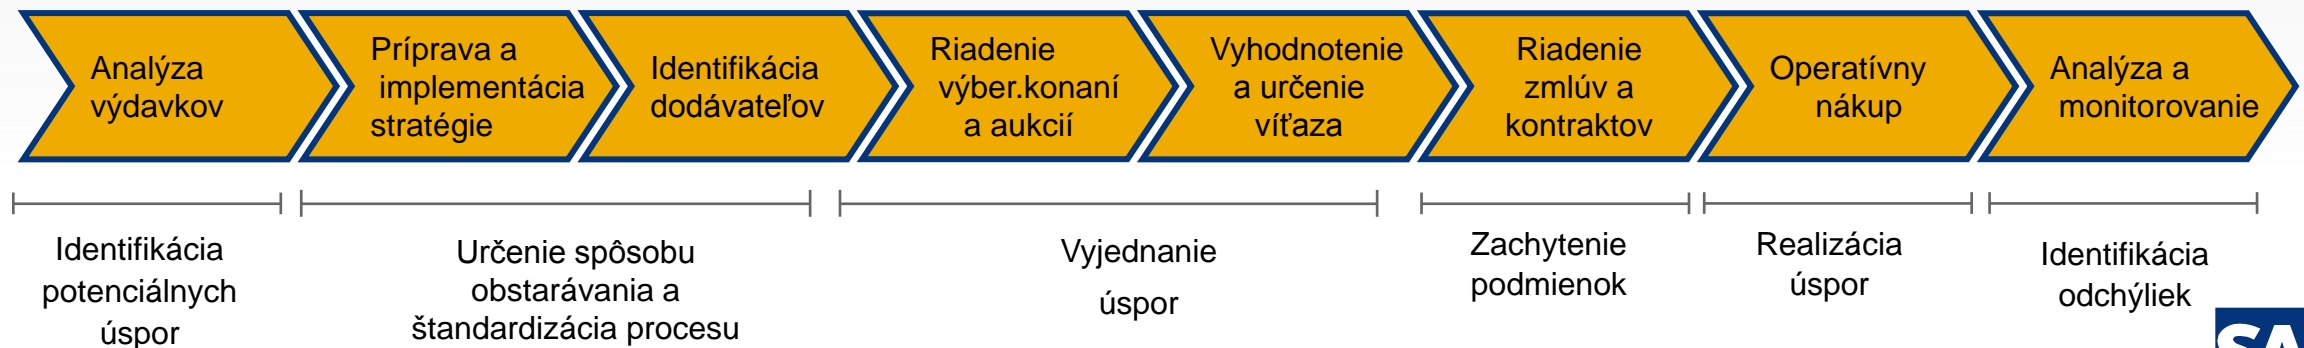 Analýza
výdavkov
Príprava a
implementácia
stratégie
Identifikácia
dodávateľov
Riadenie
výber.konaní
a aukcií
Vyhodnotenie
a určenie
víťaza
Riadenie
zmlúv a
kontraktov
Operatívny
nákup
Analýza a
monitorovanie
Identifikácia
potenciálnych
úspor
Určenie spôsobu
obstarávania a
štandardizácia procesu
Vyjednanie
úspor
Zachytenie
podmienok
Realizácia
úspor
Identifikácia
odchýliek